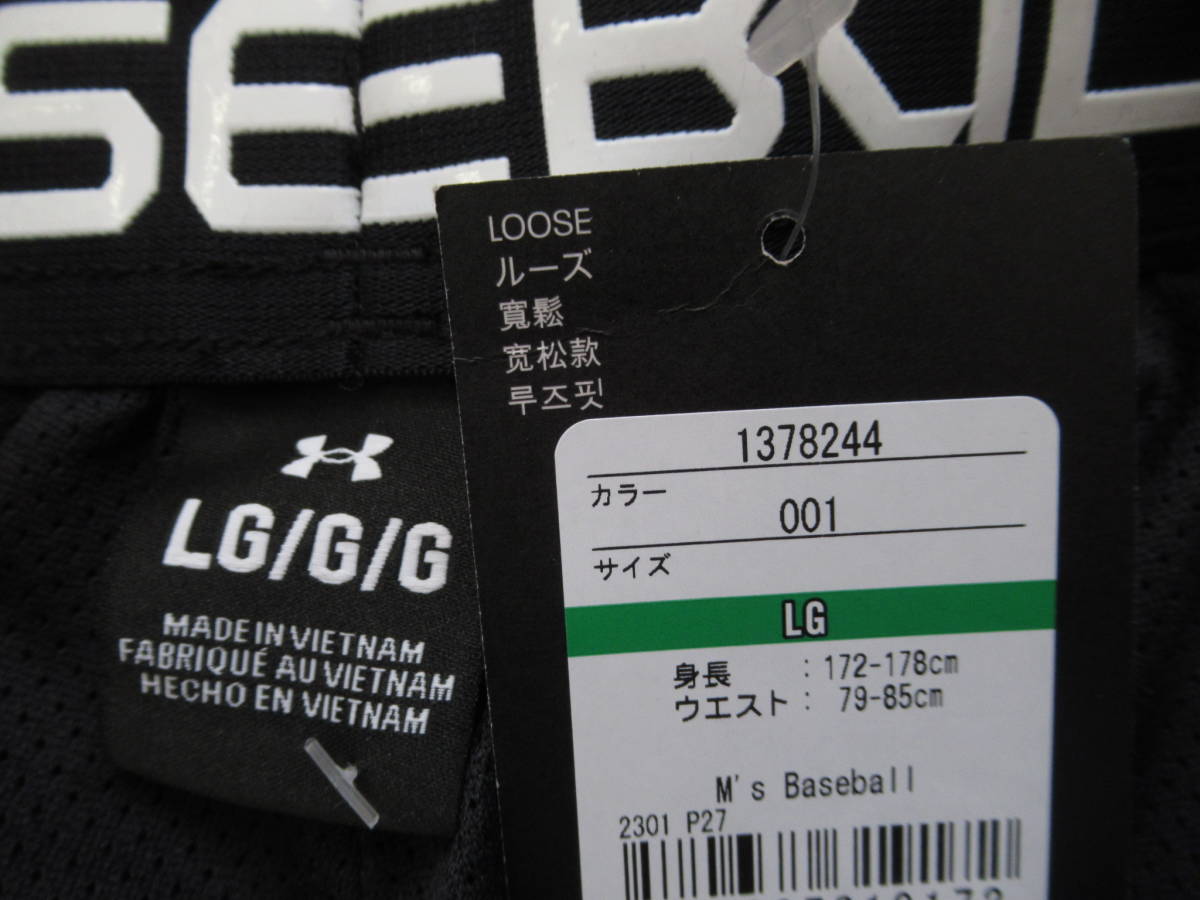 SEBAL
LOOSE
ルーズ
寬鬆
宽松款
루즈핏
LG/G/G
MADE IN VIETNAM
FABRIQUÉ AU VIETNAM
HECHO EN VIETNAM
1378244
カラー
001
サイズ
LG
身長 : 172-178cm
ウエスト : 79-85cm
M's Baseball
2301 P27